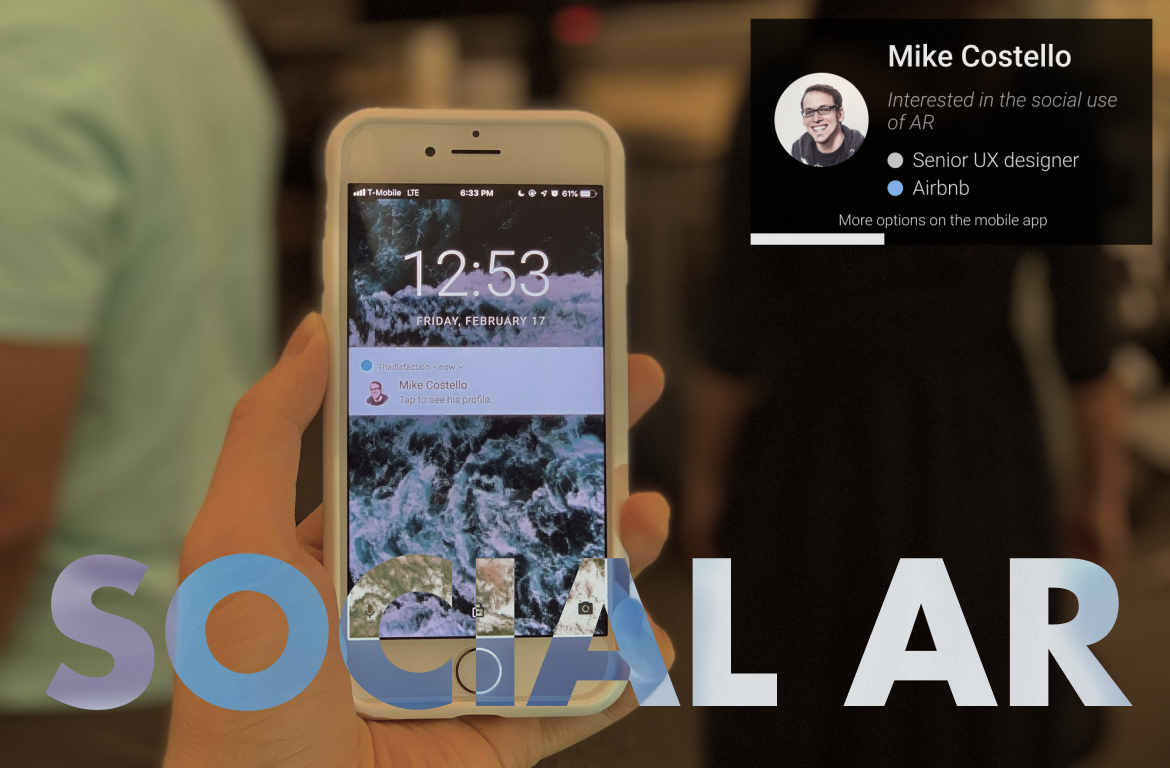 Mike Costello
Interested in the social use
of AR
Senior UX designer
Airbnb
More options on the mobile app
T-Mobile LTE 6:33 PM 61%
12:53
FRIDAY, FEBRUARY 17
Thadisfaction • now
Mike Costello
Tap to see his profile.
SOCIAL AR